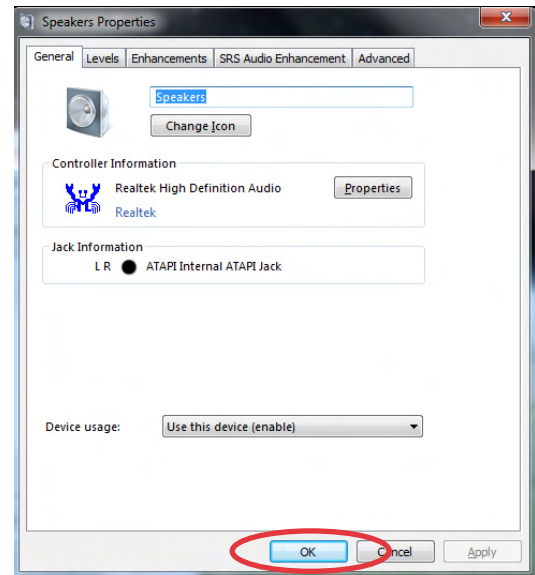 Speakers Properties
General Levels Enhancements SRS Audio Enhancement Advanced
Speakers
Change Icon
Controller Information
Realtek High Definition Audio Properties
Realtek
Jack Information
L R ATAPI Internal ATAPI Jack
Device usage: Use this device (enable)
OK Cancel Apply